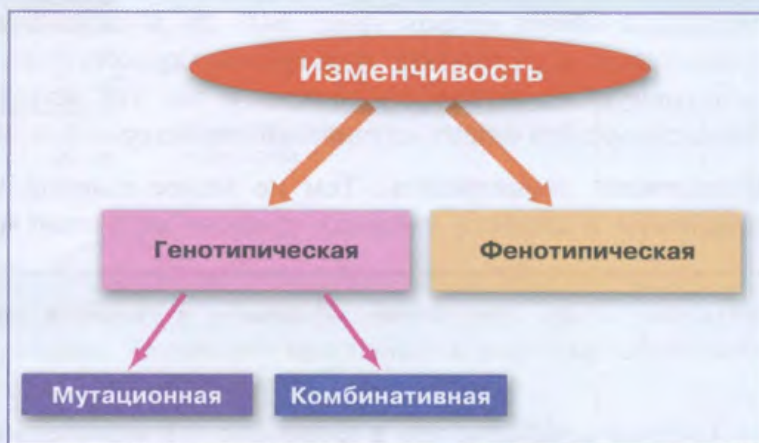 Изменчивость
Генотипическая
Фенотипическая
Мутационная
Комбинативная